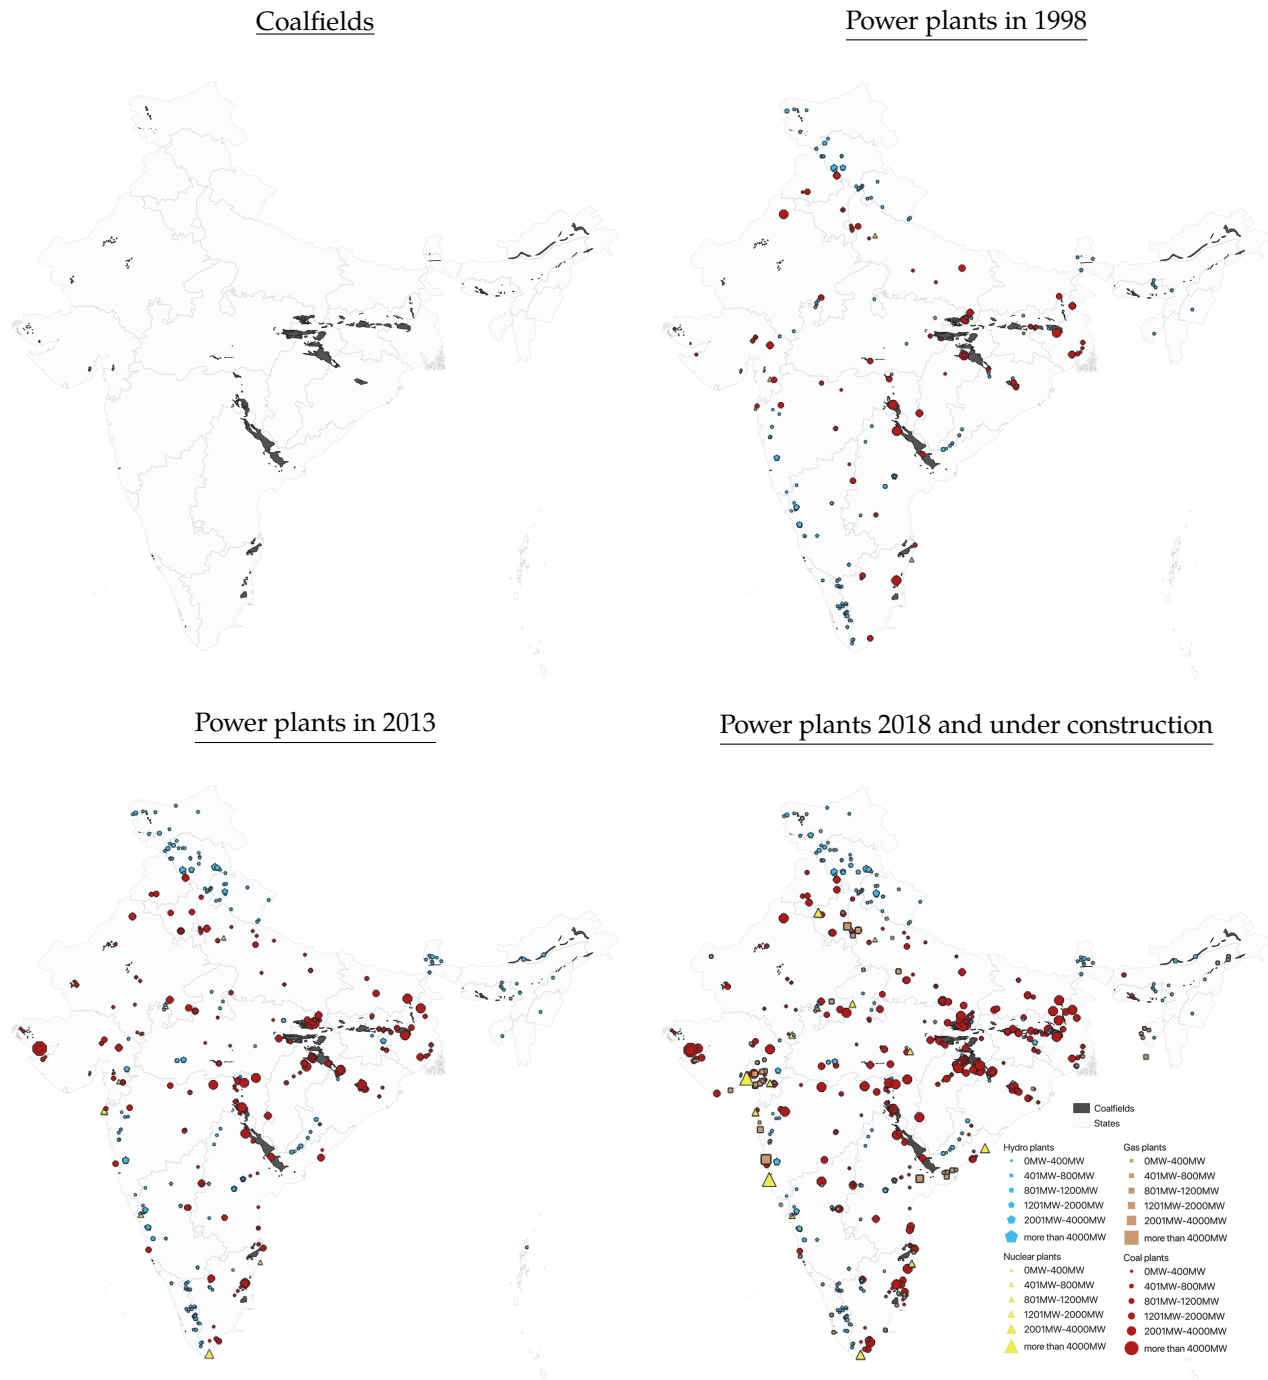 Coalfields
Power plants in 1998
Power plants in 2013
Power plants 2018 and under construction
Coalfields
States
Hydro plants
0MW-400MW
401MW-800MW
801MW-1200MW
1201MW-2000MW
2001MW-4000MW
more than 4000MW
Gas plants
0MW-400MW
401MW-800MW
801MW-1200MW
1201MW-2000MW
2001MW-4000MW
more than 4000MW
Nuclear plants
0MW-400MW
401MW-800MW
801MW-1200MW
1201MW-2000MW
2001MW-4000MW
more than 4000MW
Coal plants
0MW-400MW
401MW-800MW
801MW-1200MW
1201MW-2000MW
2001MW-4000MW
more than 4000MW